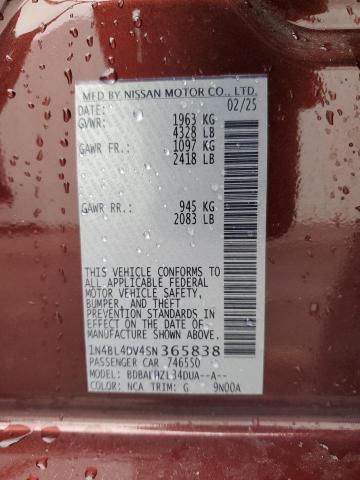 MFD BY NISSAN MOTOR CO., LTD.
DATE: 02/25
GVWR: 1963 KG
4328 LB
GAWR FR.: 1097 KG
2418 LB
GAWR RR.: 945 KG
2083 LB
THIS VEHICLE CONFORMS TO
ALL APPLICABLE FEDERAL
MOTOR VEHICLE SAFETY,
BUMPER, AND THEFT
PREVENTION STANDARDS IN
EFFECT ON THE DATE OF
MANUFACTURE SHOWN ABOVE.
1N4BL4DV4SN365838
PASSENGER CAR 746550
MODEL: BDBALHZL34DUA--A--
COLOR: NCA TRIM: G 9N00A